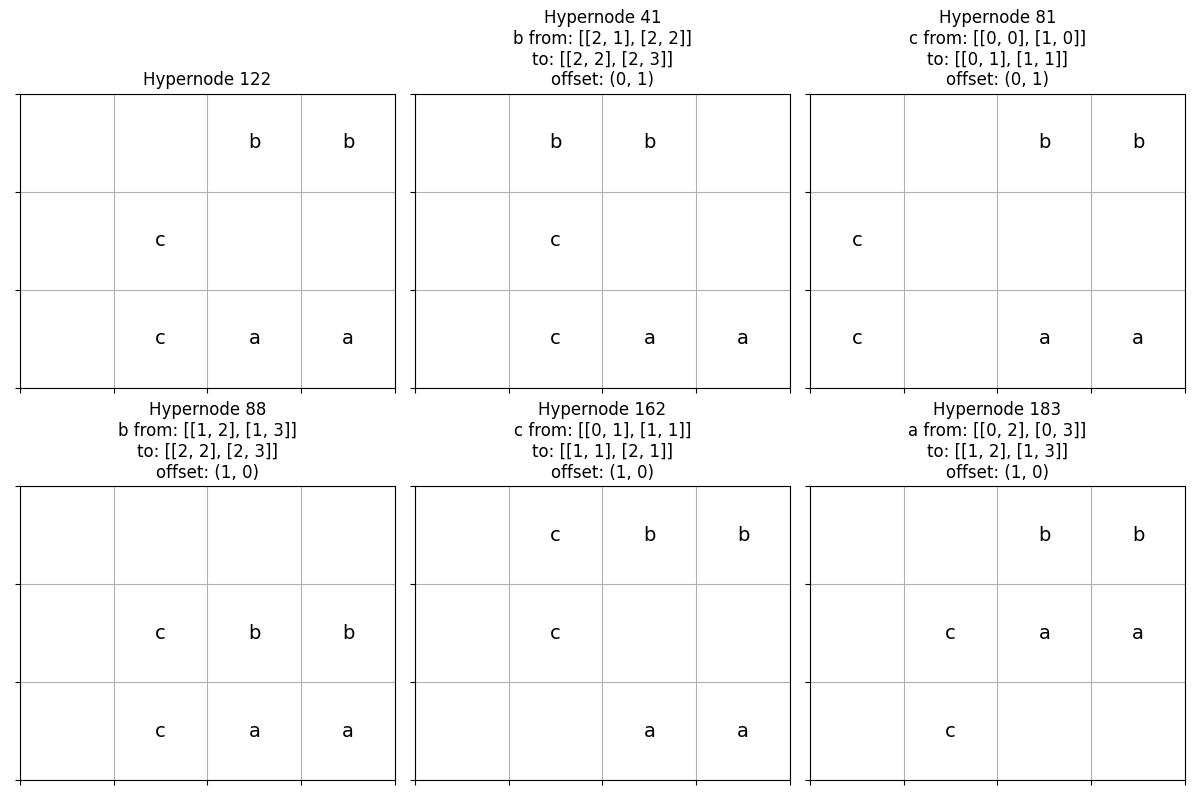 Hypernode 122
b b
c
c a a
Hypernode 41
b from: [[2, 1], [2, 2]]
to: [[2, 2], [2, 3]]
offset: (0, 1)
b b
c
c a a
Hypernode 81
c from: [[0, 0], [1, 0]]
to: [[0, 1], [1, 1]]
offset: (0, 1)
b b
c
c a a
Hypernode 88
b from: [[1, 2], [1, 3]]
to: [[2, 2], [2, 3]]
offset: (1, 0)
c b b
c a a
Hypernode 162
c from: [[0, 1], [1, 1]]
to: [[1, 1], [2, 1]]
offset: (1, 0)
c b b
c
a a
Hypernode 183
a from: [[0, 2], [0, 3]]
to: [[1, 2], [1, 3]]
offset: (1, 0)
b b
c a a
c